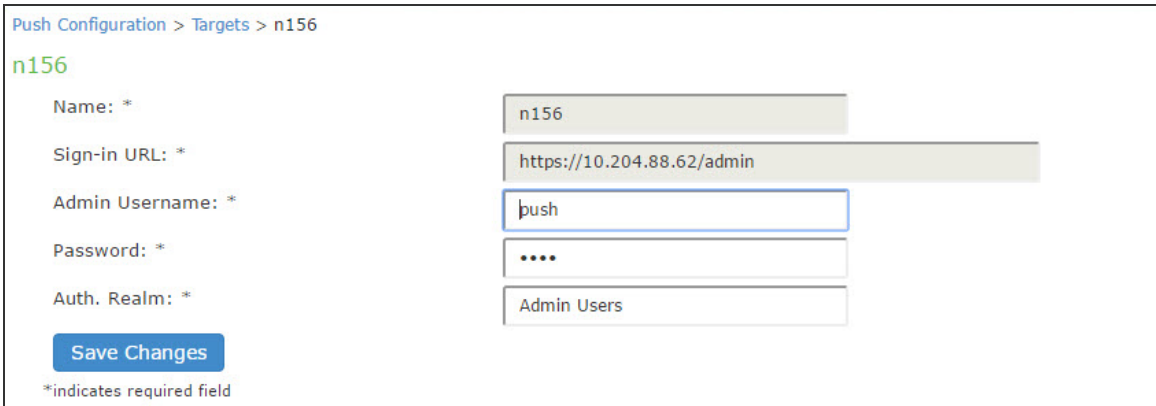 Push Configuration > Targets > n156
n156
Name: * n156
Sign-in URL: * https://10.204.88.62/admin
Admin Username: * push
Password: * ••••
Auth. Realm: * Admin Users
Save Changes
*indicates required field